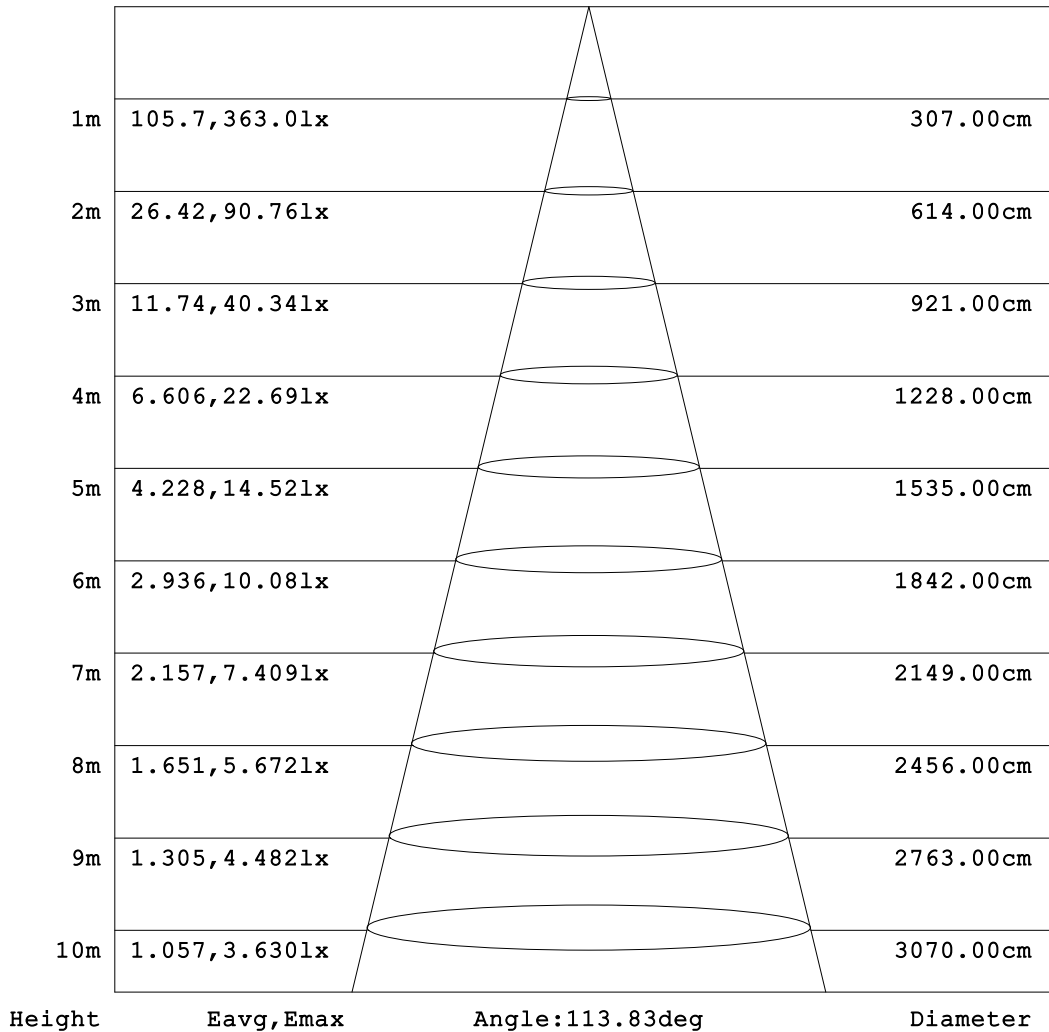 1m 105.7,363.0lx 307.00cm
2m 26.42,90.76lx 614.00cm
3m 11.74,40.34lx 921.00cm
4m 6.606,22.69lx 1228.00cm
5m 4.228,14.52lx 1535.00cm
6m 2.936,10.08lx 1842.00cm
7m 2.157,7.409lx 2149.00cm
8m 1.651,5.672lx 2456.00cm
9m 1.305,4.482lx 2763.00cm
10m 1.057,3.630lx 3070.00cm
Height Eavg,Emax Angle:113.83deg Diameter